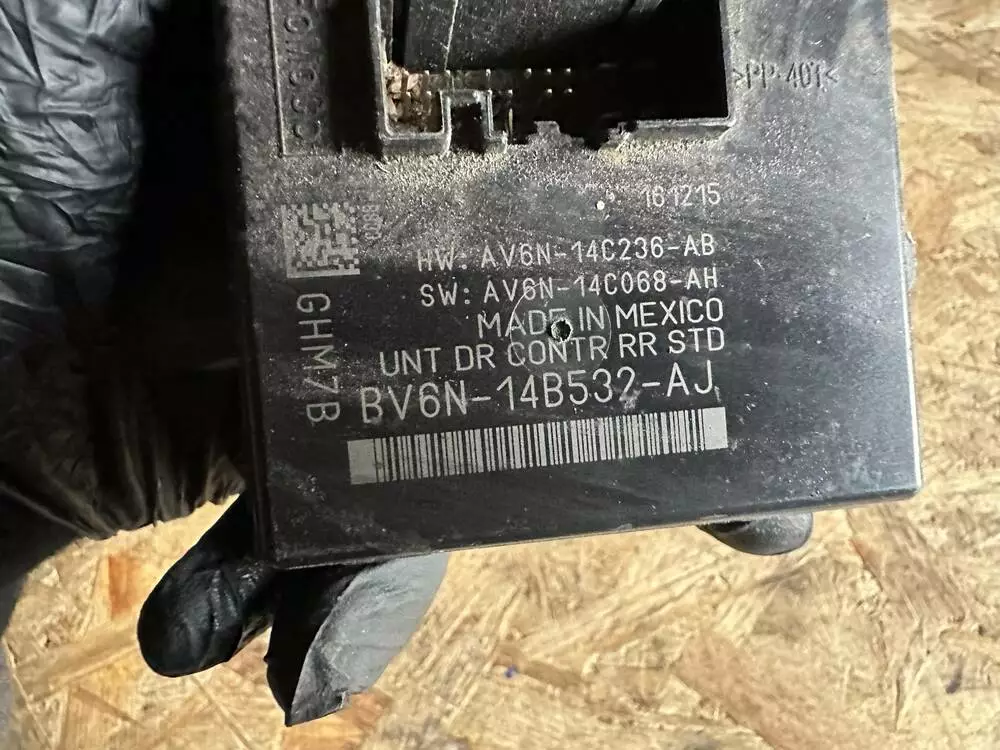 >PP-40T<
161215
HW: AV6N-14C236-AB
SW: AV6N-14C068-AH
MADE IN MEXICO
UNT DR CONTR RR STD
BV6N-14B532-AJ
GHM7B